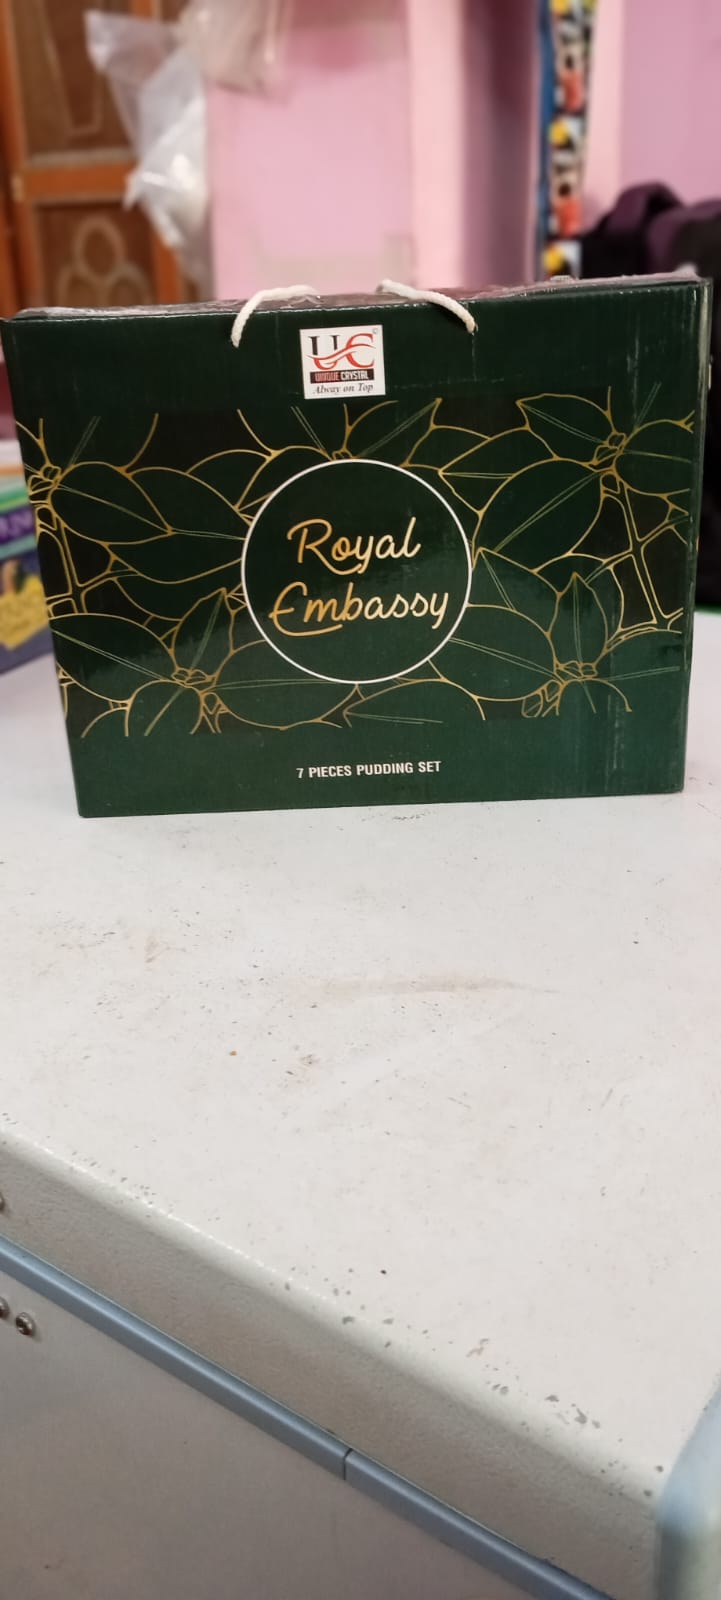 UC
UNIQUE CRYSTAL
Alway on Top
Royal
Embassy
7 PIECES PUDDING SET